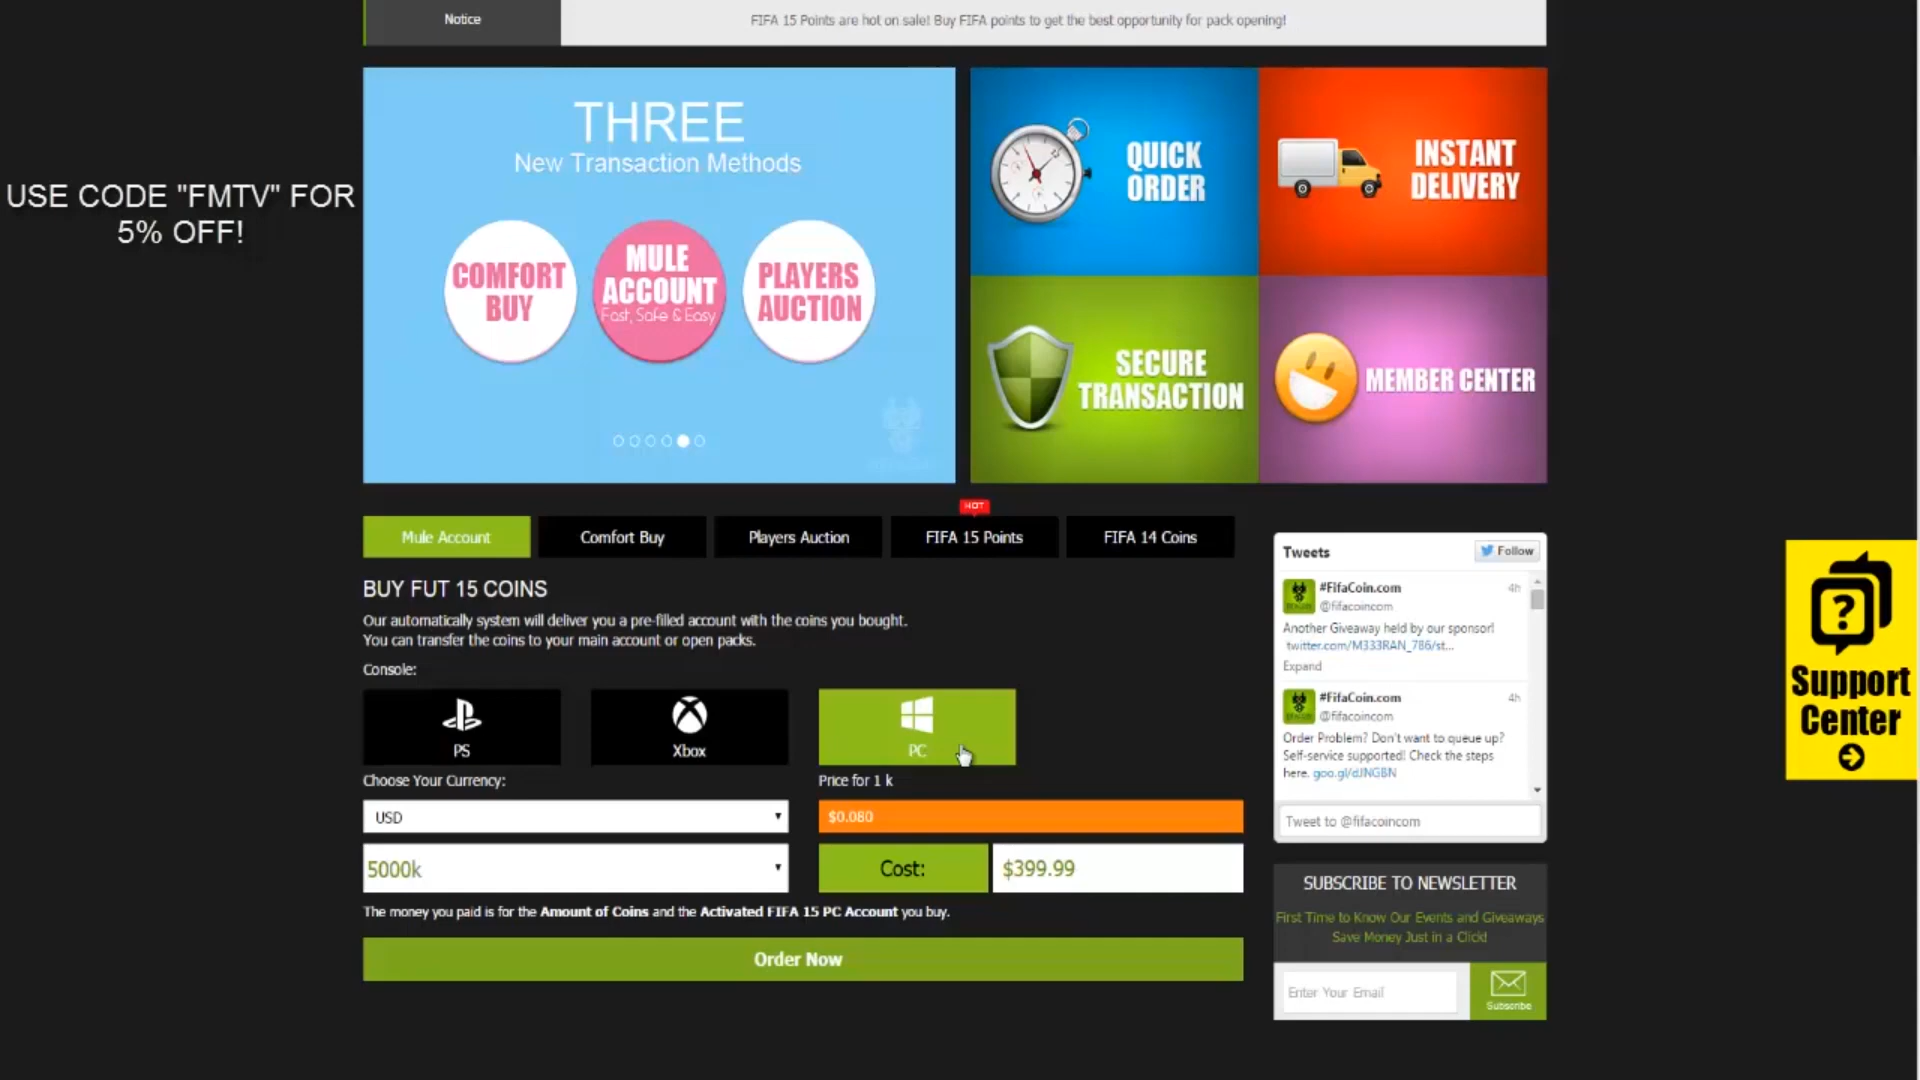 Notice
FIFA 15 Points are hot on sale! Buy FIFA points to get the best opportunity for pack opening!
USE CODE "FMTV" FOR
5% OFF!
THREE
New Transaction Methods
COMFORT
BUY
MULE
ACCOUNT
Fast, Safe & Easy
PLAYERS
AUCTION
QUICK
ORDER
INSTANT
DELIVERY
SECURE
TRANSACTION
MEMBER CENTER
HOT
Mule Account
Comfort Buy
Players Auction
FIFA 15 Points
FIFA 14 Coins
BUY FUT 15 COINS
Our automatically system will deliver you a pre-filled account with the coins you bought.
You can transfer the coins to your main account or open packs.
Console:
PS
Xbox
PC
Choose Your Currency:
Price for 1 k
USD
$0.080
5000k
Cost:
$399.99
The money you paid is for the Amount of Coins and the Activated FIFA 15 PC Account you buy.
Order Now
Tweets
Follow
#FifaCoin.com
4h
@fifacoincom
Another Giveaway held by our sponsor!
twitter.com/M333RAN_786/st...
Expand
#FifaCoin.com
4h
@fifacoincom
Order Problem? Don't want to queue up?
Self-service supported! Check the steps
here. goo.gl/dJNGBN
Tweet to @fifacoincom
SUBSCRIBE TO NEWSLETTER
First Time to Know Our Events and Giveaways
Save Money Just in a Click!
Enter Your Email
Subscribe
?
Support
Center